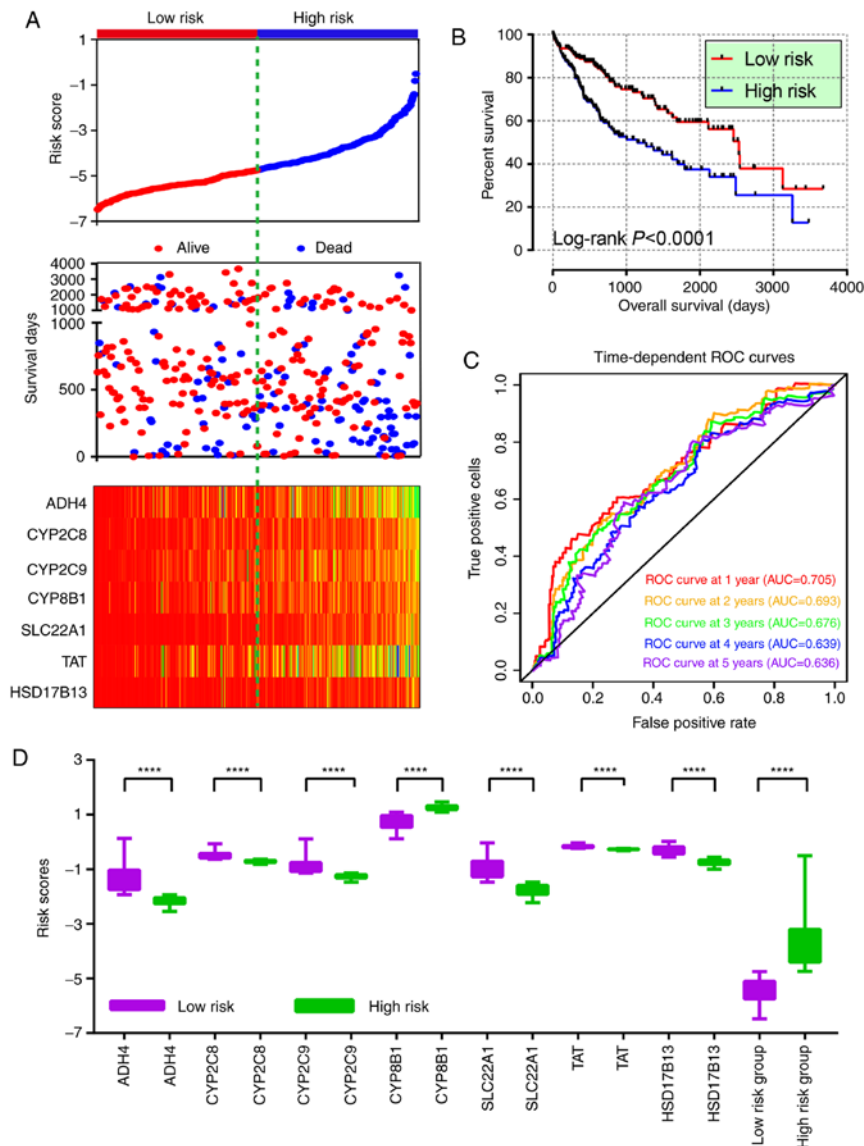 A
Low risk
High risk
1
−1
−3
−5
−7
Risk score
Alive
Dead
4000
3000
2000
1000
1000
500
0
Survival days
ADH4
CYP2C8
CYP2C9
CYP8B1
SLC22A1
TAT
HSD17B13
B
100
80
60
40
20
0
Percent survival
Low risk
High risk
Log-rank P<0.0001
0
1000
2000
3000
4000
Overall survival (days)
C
Time-dependent ROC curves
1.0
0.8
0.6
0.4
0.2
0.0
True positive cells
ROC curve at 1 year (AUC=0.705)
ROC curve at 2 years (AUC=0.693)
ROC curve at 3 years (AUC=0.676)
ROC curve at 4 years (AUC=0.639)
ROC curve at 5 years (AUC=0.636)
0.0
0.2
0.4
0.6
0.8
1.0
False positive rate
D
3
1
−1
−3
−5
−7
Risk scores
****
****
****
****
****
****
****
****
Low risk
High risk
ADH4
ADH4
CYP2C8
CYP2C8
CYP2C9
CYP2C9
CYP8B1
CYP8B1
SLC22A1
SLC22A1
TAT
TAT
HSD17B13
HSD17B13
Low risk group
High risk group